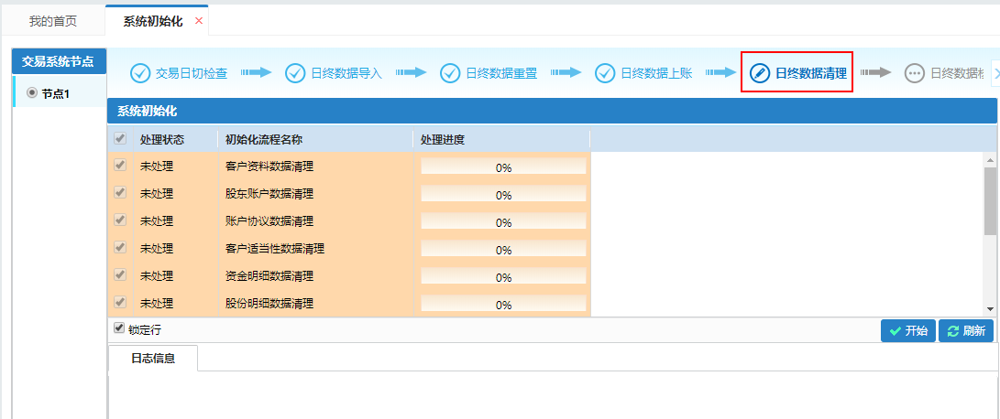 我的首页 系统初始化
交易系统节点
节点1
交易日切检查 日终数据导入 日终数据重置 日终数据上账 日终数据清理 日终数据
系统初始化
处理状态 初始化流程名称 处理进度
未处理 客户资料数据清理 0%
未处理 股东账户数据清理 0%
未处理 账户协议数据清理 0%
未处理 客户适当性数据清理 0%
未处理 资金明细数据清理 0%
未处理 股份明细数据清理 0%
锁定行 开始 刷新
日志信息